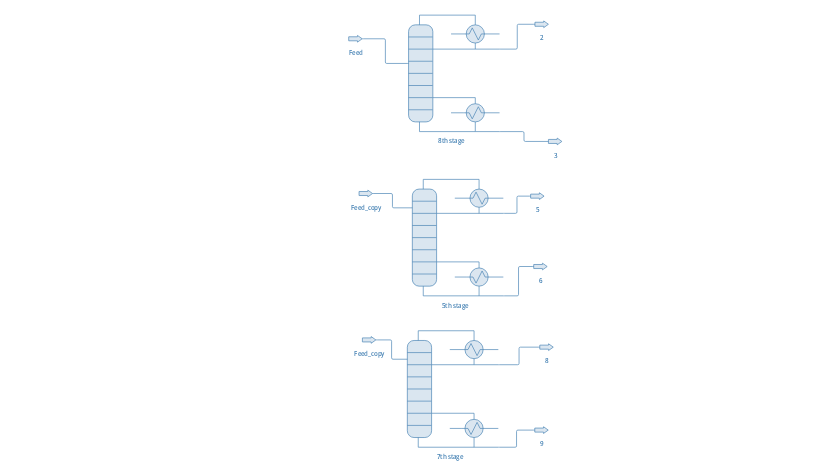 Feed
2
8th stage
3
Feed_copy
5
6
5th stage
Feed_copy
8
9
7th stage